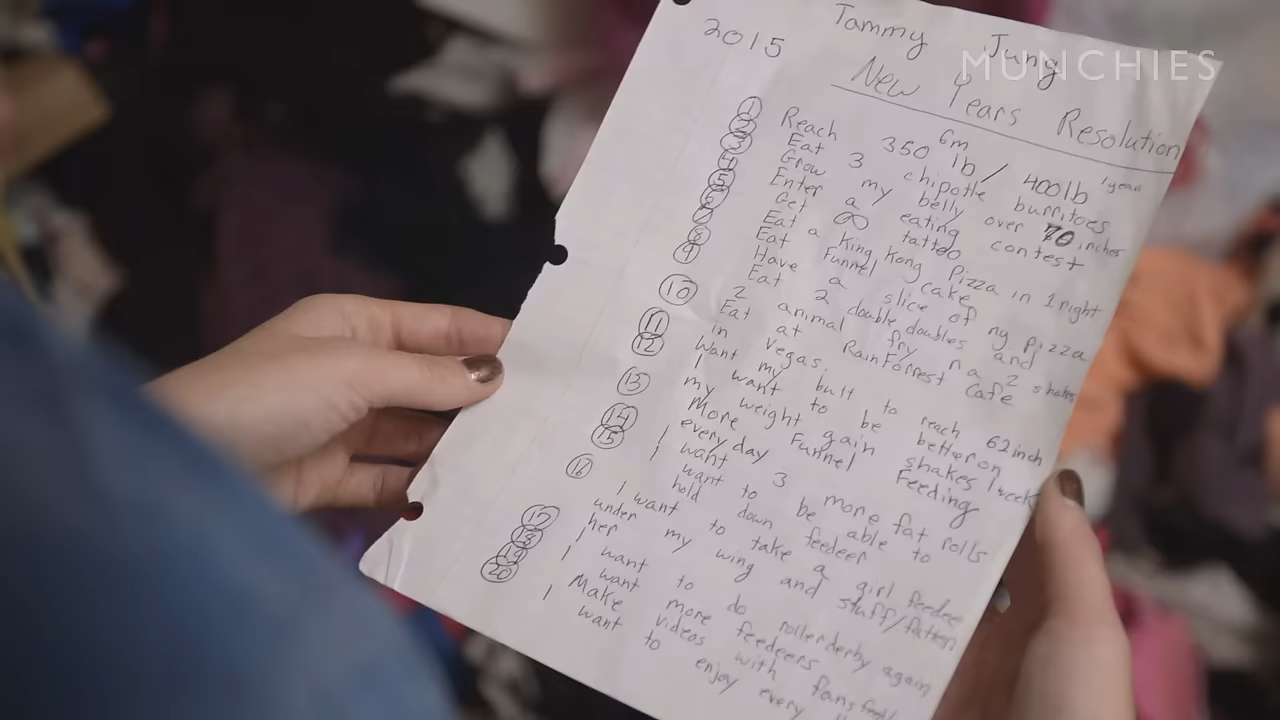 MUNCHIES
Tammy Jung
2015
New Years Resolution
① Reach 350 lb 6m / 400lb 1year
② Eat 3 chipotle burritoes
③ Grow my belly over 70 inches
④ Enter a eating contest
⑤ Get ∞ tattoo
⑥ Eat a King Kong Pizza in 1 night
⑦ Eat Funnel cake
⑧ Have a slice of ny pizza
⑨ Eat 2 double doubles and
2 animal fry n a 2 shakes
⑩ Eat at RainForrest Cafe
in Vegas.
⑪ Want my butt to reach 62 inch
⑫ I want to be better on
my weight gain shakes 1 week
⑬ More Funnel Feeding
every day
⑭ I want 3 more fat rolls
⑮ I want to be able to
hold down feedeer
⑯ I want to take a girl feedee
under my wing and stuff/fatten
her
⑰ I want to do rollerderby again
⑱ I want more feedeers
⑲ Make videos with fans
⑳ I want to enjoy every